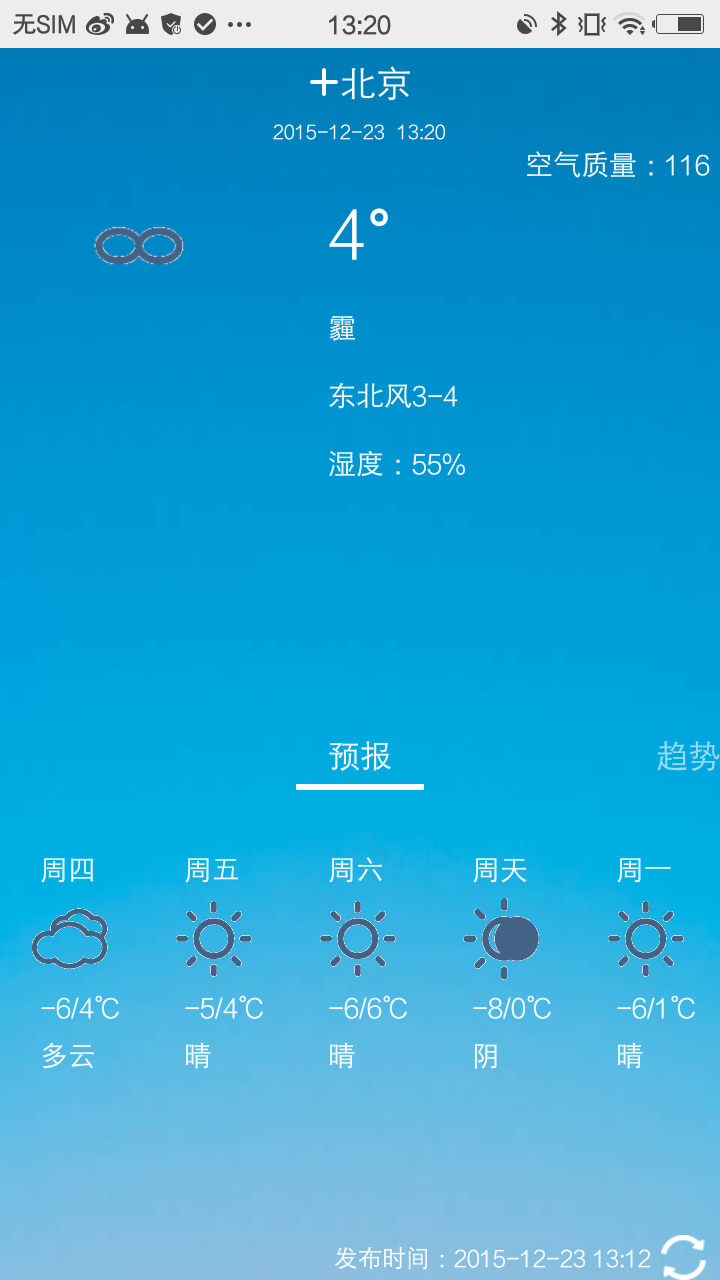 无SIM 13:20
+北京
2015-12-23 13:20
空气质量：116
4°
霾
东北风3-4
湿度：55%
预报 趋势
周四 周五 周六 周天 周一
-6/4℃ -5/4℃ -6/6℃ -8/0℃ -6/1℃
多云 晴 晴 阴 晴
发布时间：2015-12-23 13:12